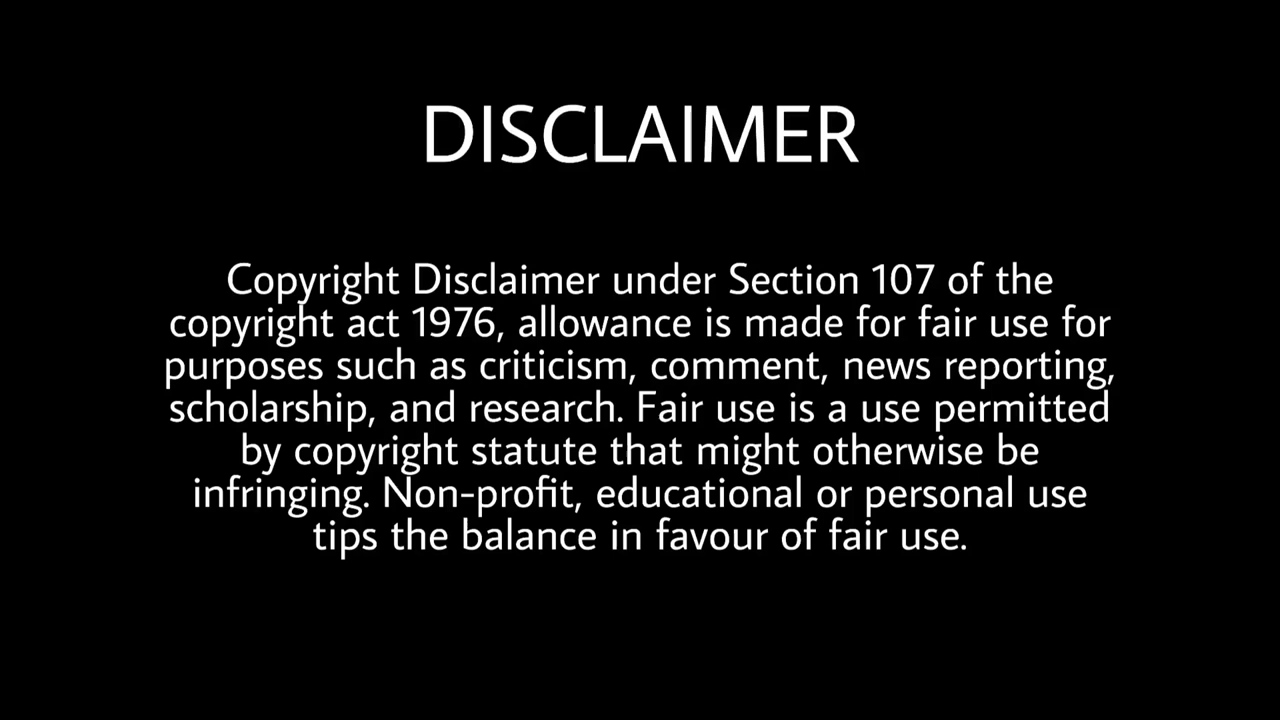 DISCLAIMER
Copyright Disclaimer under Section 107 of the
copyright act 1976, allowance is made for fair use for
purposes such as criticism, comment, news reporting,
scholarship, and research. Fair use is a use permitted
by copyright statute that might otherwise be
infringing. Non-profit, educational or personal use
tips the balance in favour of fair use.